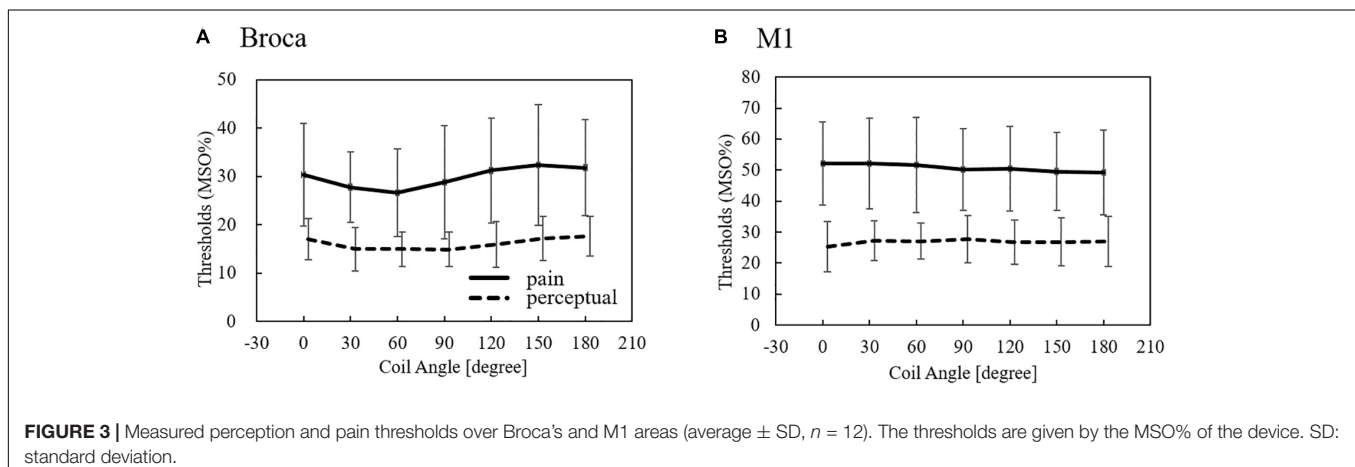 A Broca
Thresholds (MSO%)
50
40
30
20
10
0
pain
perceptual
-30 0 30 60 90 120 150 180 210
Coil Angle [degree]
B M1
Thresholds (MSO%)
80
70
60
50
40
30
20
10
0
-30 0 30 60 90 120 150 180 210
Coil Angle [degree]
FIGURE 3 | Measured perception and pain thresholds over Broca's and M1 areas (average ± SD, n = 12). The thresholds are given by the MSO% of the device. SD:
standard deviation.